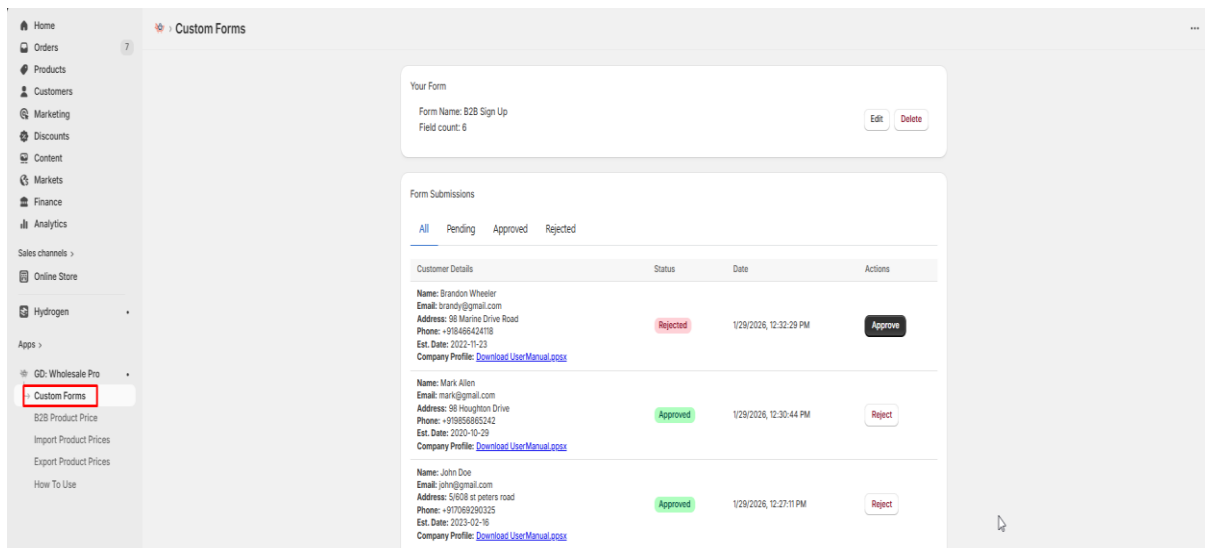 Home
Orders 7
Products
Customers
Marketing
Discounts
Content
Markets
Finance
Analytics
Sales channels >
Online Store
Hydrogen
Apps >
GD: Wholesale Pro
Custom Forms
B2B Product Price
Import Product Prices
Export Product Prices
How To Use
Custom Forms
Your Form
Form Name: B2B Sign Up
Field count: 6
Edit Delete
Form Submissions
All Pending Approved Rejected
Customer Details Status Date Actions
Name: Brandon Wheeler
Email: brandy@gmail.com
Address: 98 Marine Drive Road
Phone: +918466424118
Est. Date: 2022-11-23
Company Profile: Download UserManual.ppsx
Rejected 1/29/2026, 12:32:29 PM Approve
Name: Mark Allen
Email: mark@gmail.com
Address: 98 Houghton Drive
Phone: +919856865242
Est. Date: 2020-10-29
Company Profile: Download UserManual.ppsx
Approved 1/29/2026, 12:30:44 PM Reject
Name: John Doe
Email: john@gmail.com
Address: 5/608 st peters road
Phone: +917069290325
Est. Date: 2023-02-16
Company Profile: Download UserManual.ppsx
Approved 1/29/2026, 12:27:11 PM Reject